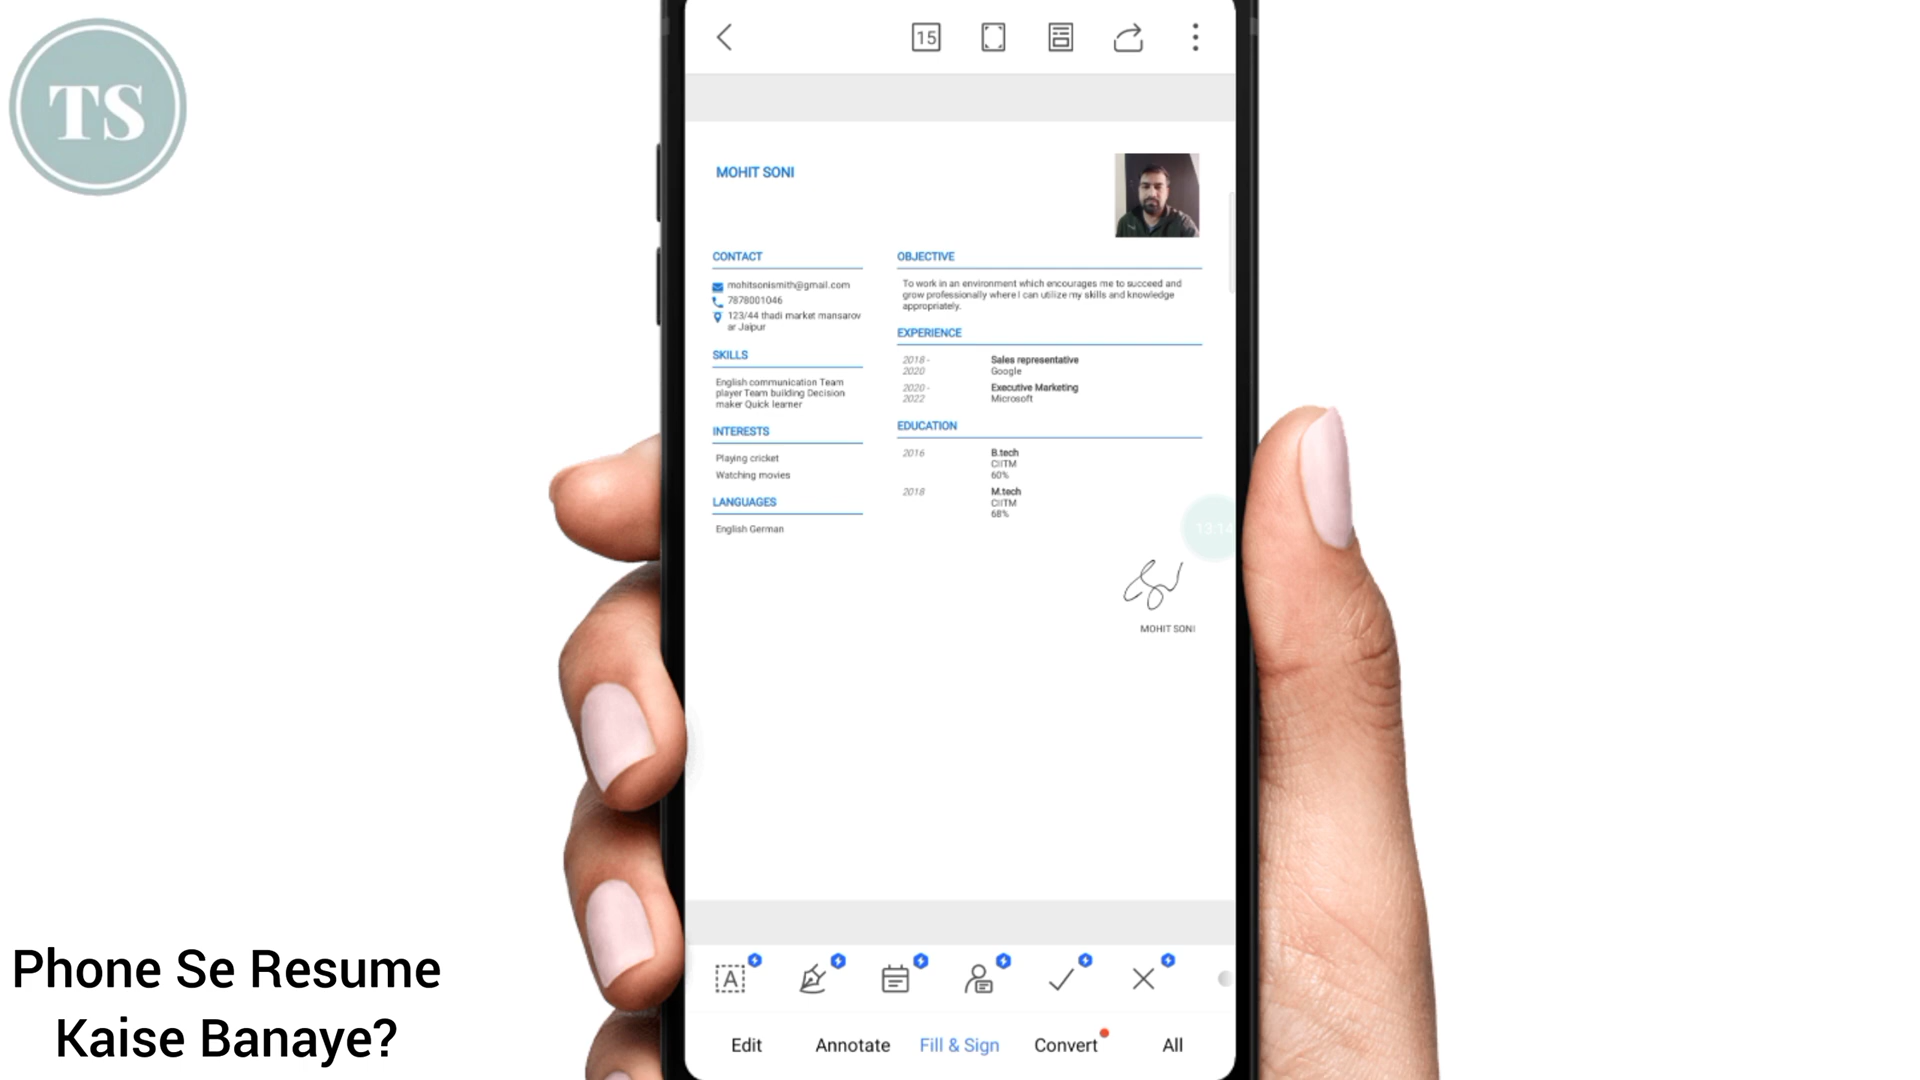 TS
15
MOHIT SONI
CONTACT
mohitsonismith@gmail.com
7878001046
123/44 thadi market mansarov
ar Jaipur
SKILLS
English communication Team
player Team building Decision
maker Quick learner
INTERESTS
Playing cricket
Watching movies
LANGUAGES
English German
OBJECTIVE
To work in an environment which encourages me to succeed and
grow professionally where I can utilize my skills and knowledge
appropriately.
EXPERIENCE
2018 -
2020
Sales representative
Google
2020 -
2022
Executive Marketing
Microsoft
EDUCATION
2016
B.tech
CIITM
60%
2018
M.tech
CIITM
68%
13:14
MOHIT SONI
A
Edit Annotate Fill & Sign Convert All
Phone Se Resume
Kaise Banaye?